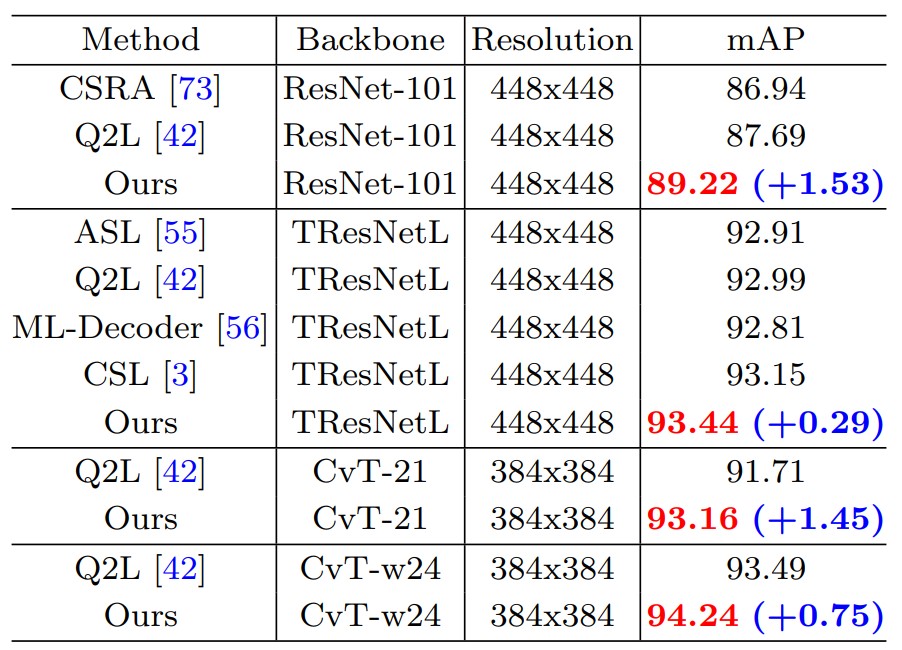 Method Backbone Resolution mAP
CSRA [73] ResNet-101 448x448 86.94
Q2L [42] ResNet-101 448x448 87.69
Ours ResNet-101 448x448 89.22 (+1.53)
ASL [55] TResNetL 448x448 92.91
Q2L [42] TResNetL 448x448 92.99
ML-Decoder [56] TResNetL 448x448 92.81
CSL [3] TResNetL 448x448 93.15
Ours TResNetL 448x448 93.44 (+0.29)
Q2L [42] CvT-21 384x384 91.71
Ours CvT-21 384x384 93.16 (+1.45)
Q2L [42] CvT-w24 384x384 93.49
Ours CvT-w24 384x384 94.24 (+0.75)